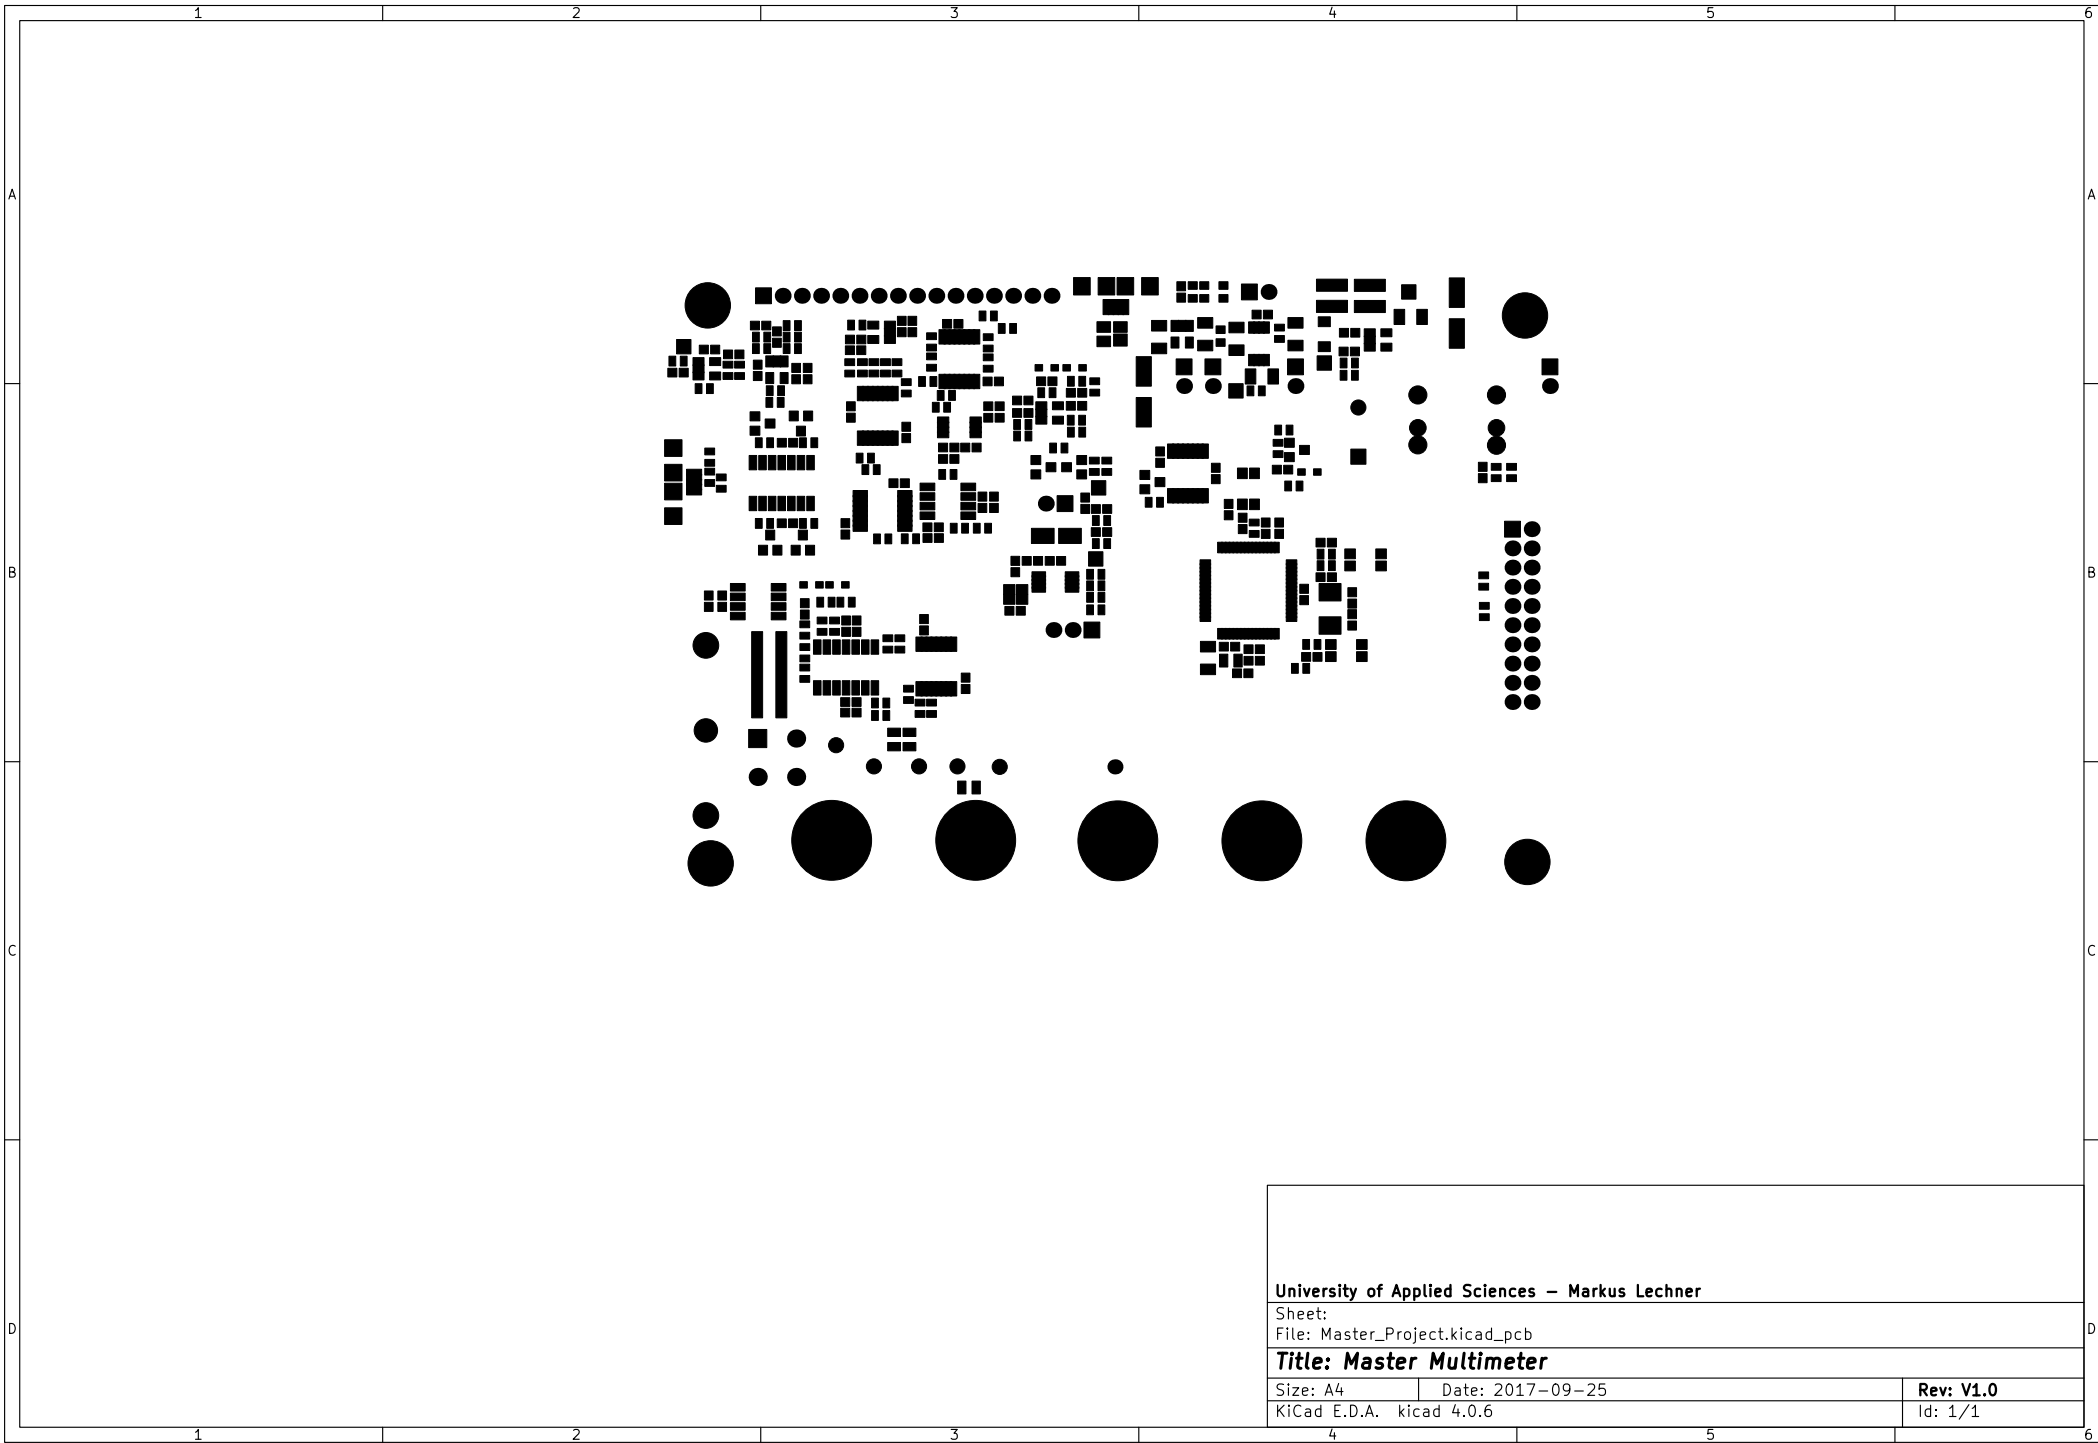 1 2 3 4 5 6
A A
B B
C C
D D
University of Applied Sciences – Markus Lechner
Sheet:
File: Master_Project.kicad_pcb
Title: Master Multimeter
Size: A4 Date: 2017-09-25 Rev: V1.0
KiCad E.D.A. kicad 4.0.6 Id: 1/1
1 2 3 4 5 6